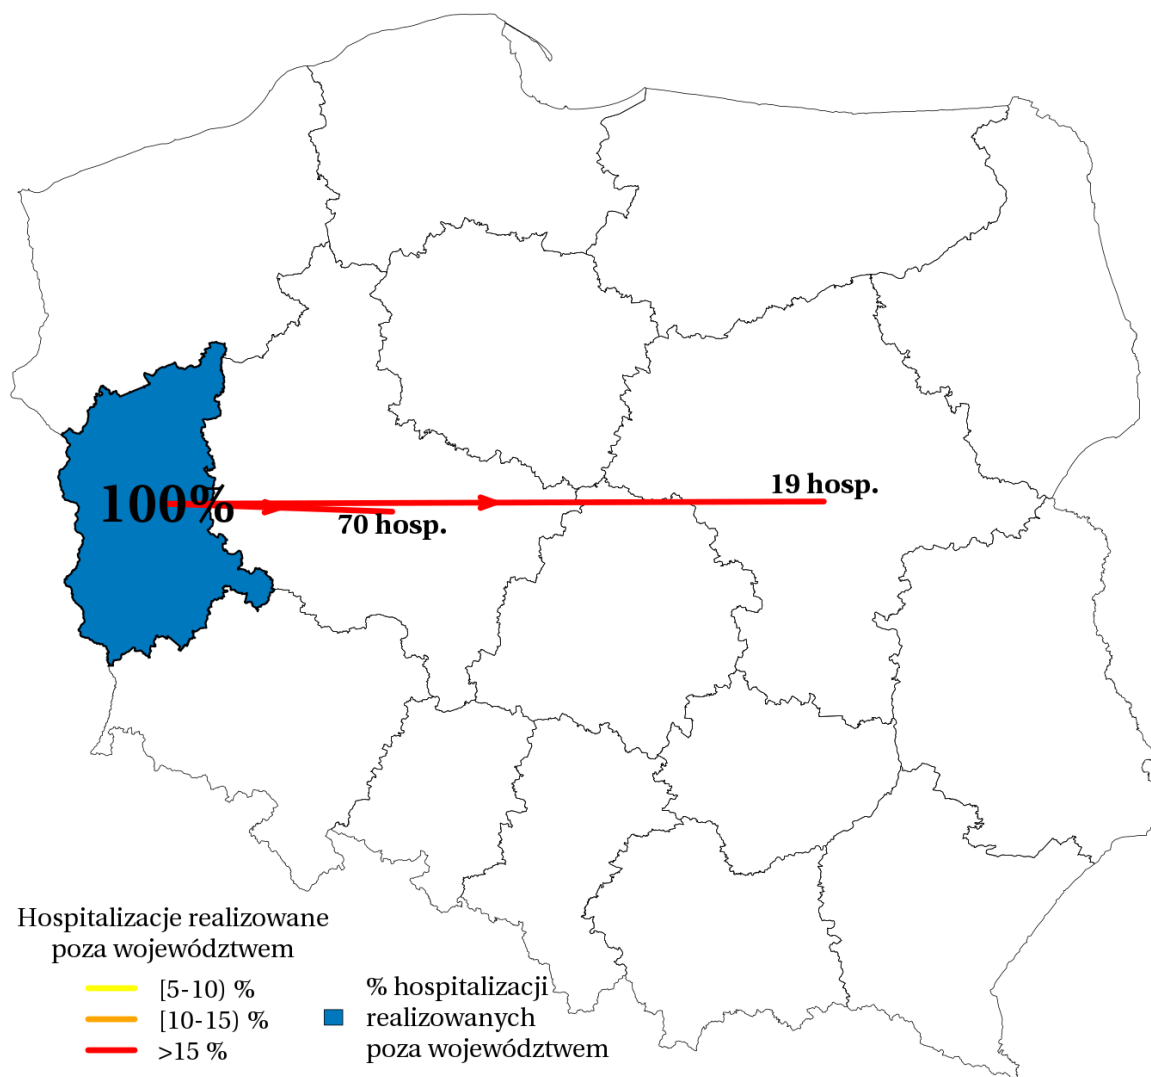 19 hosp.
100%
70 hosp.
Hospitalizacje realizowane
poza województwem
[5-10) %
[10-15) %
>15 %
% hospitalizacji
realizowanych
poza województwem